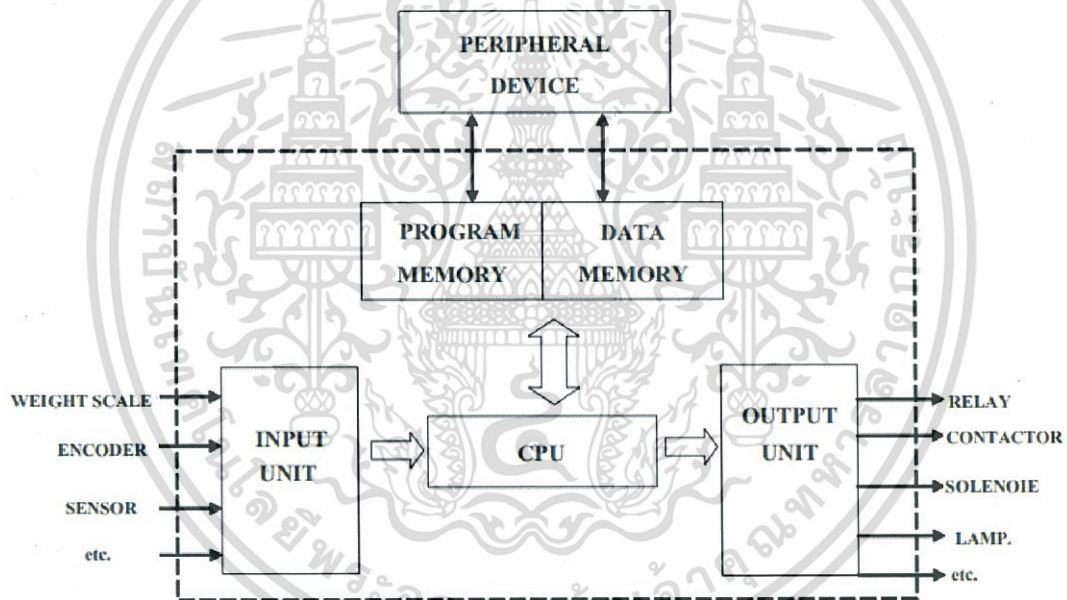 PERIPHERAL
DEVICE
PROGRAM
MEMORY
DATA
MEMORY
WEIGHT SCALE
ENCODER
SENSOR
etc.
INPUT
UNIT
CPU
OUTPUT
UNIT
RELAY
CONTACTOR
SOLENOIE
LAMP.
etc.